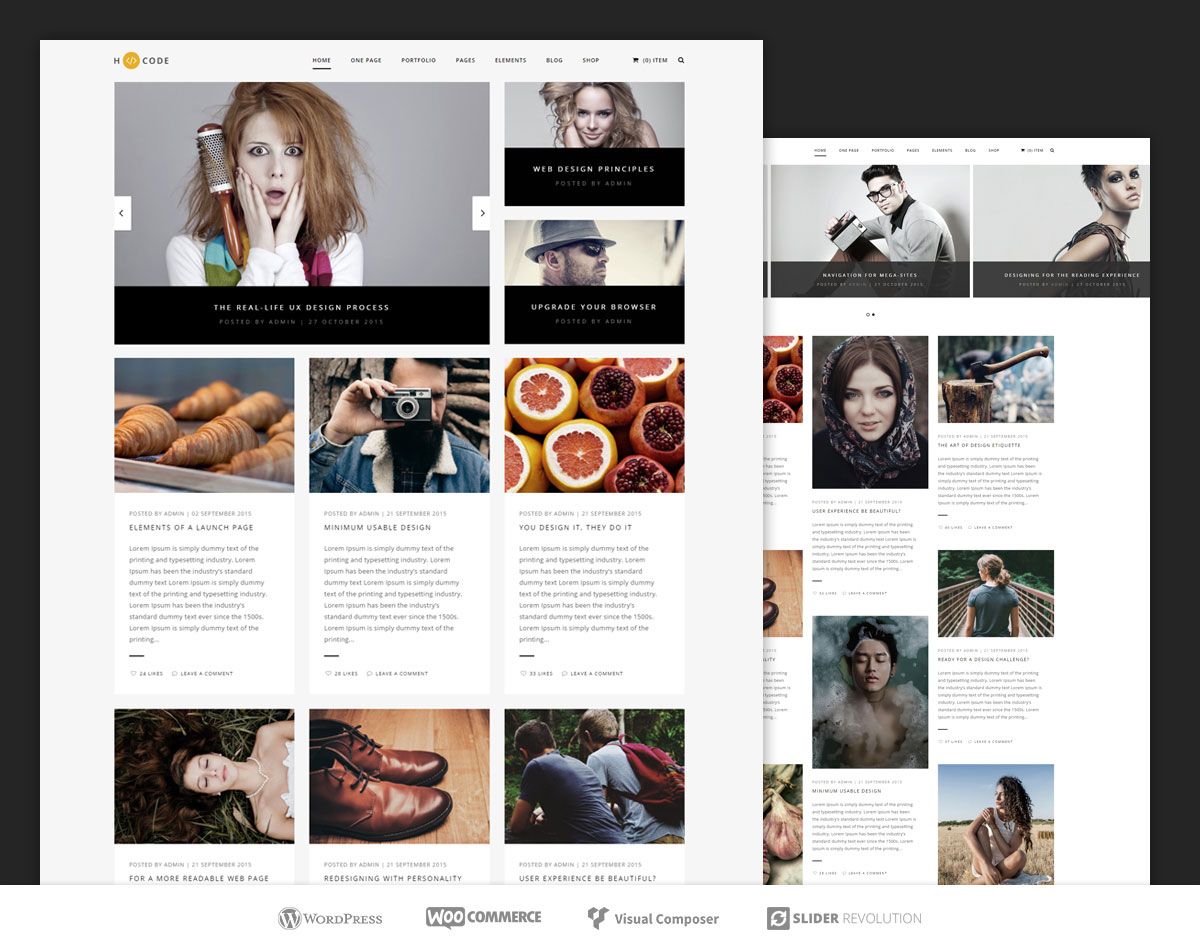 H </> CODE
HOME ONE PAGE PORTFOLIO PAGES ELEMENTS BLOG SHOP (0) ITEM
THE REAL-LIFE UX DESIGN PROCESS
POSTED BY ADMIN | 27 OCTOBER 2015
WEB DESIGN PRINCIPLES
POSTED BY ADMIN
UPGRADE YOUR BROWSER
POSTED BY ADMIN
POSTED BY ADMIN | 02 SEPTEMBER 2015
ELEMENTS OF A LAUNCH PAGE
Lorem Ipsum is simply dummy text of the
printing and typesetting industry. Lorem
Ipsum has been the industry's standard
dummy text Lorem Ipsum is simply dummy
text of the printing and typesetting industry.
Lorem Ipsum has been the industry's
standard dummy text ever since the 1500s.
Lorem Ipsum is simply dummy text of the
printing...
24 LIKES LEAVE A COMMENT
POSTED BY ADMIN | 21 SEPTEMBER 2015
MINIMUM USABLE DESIGN
Lorem Ipsum is simply dummy text of the
printing and typesetting industry. Lorem
Ipsum has been the industry's standard
dummy text Lorem Ipsum is simply dummy
text of the printing and typesetting industry.
Lorem Ipsum has been the industry's
standard dummy text ever since the 1500s.
Lorem Ipsum is simply dummy text of the
printing...
28 LIKES LEAVE A COMMENT
POSTED BY ADMIN | 21 SEPTEMBER 2015
YOU DESIGN IT, THEY DO IT
Lorem Ipsum is simply dummy text of the
printing and typesetting industry. Lorem
Ipsum has been the industry's standard
dummy text Lorem Ipsum is simply dummy
text of the printing and typesetting industry.
Lorem Ipsum has been the industry's
standard dummy text ever since the 1500s.
Lorem Ipsum is simply dummy text of the
printing...
33 LIKES LEAVE A COMMENT
POSTED BY ADMIN | 21 SEPTEMBER 2015
FOR A MORE READABLE WEB PAGE
POSTED BY ADMIN | 21 SEPTEMBER 2015
REDESIGNING WITH PERSONALITY
POSTED BY ADMIN | 21 SEPTEMBER 2015
USER EXPERIENCE BE BEAUTIFUL?
HOME ONE PAGE PORTFOLIO PAGES ELEMENTS BLOG SHOP (0) ITEM
NAVIGATION FOR MEGA-SITES
POSTED BY ADMIN | 27 OCTOBER 2015
DESIGNING FOR THE READING EXPERIENCE
POSTED BY ADMIN | 27 OCTOBER 2015
POSTED BY ADMIN | 21 SEPTEMBER 2015
USER EXPERIENCE BE BEAUTIFUL?
Lorem Ipsum is simply dummy text of the printing
and typesetting industry. Lorem Ipsum has been
the industry's standard dummy text Lorem Ipsum
is simply dummy text of the printing and
typesetting industry. Lorem Ipsum has been the
industry's standard dummy text ever since the
1500s. Lorem Ipsum is simply dummy text of the
printing...
LIKES LEAVE A COMMENT
POSTED BY ADMIN | 21 SEPTEMBER 2015
MINIMUM USABLE DESIGN
Lorem Ipsum is simply dummy text of the printing
and typesetting industry. Lorem Ipsum has been
the industry's standard dummy text Lorem Ipsum
is simply dummy text of the printing and
typesetting industry. Lorem Ipsum has been the
industry's standard dummy text ever since the
1500s. Lorem Ipsum is simply dummy text of the
printing...
28 LIKES LEAVE A COMMENT
POSTED BY ADMIN | 21 SEPTEMBER 2015
THE ART OF DESIGN ETIQUETTE
Lorem Ipsum is simply dummy text of the printing
and typesetting industry. Lorem Ipsum has been
the industry's standard dummy text Lorem Ipsum
is simply dummy text of the printing and
typesetting industry. Lorem Ipsum has been the
industry's standard dummy text ever since the
1500s. Lorem Ipsum is simply dummy text of the
printing...
LIKES LEAVE A COMMENT
POSTED BY ADMIN | 21 SEPTEMBER 2015
READY FOR A DESIGN CHALLENGE?
Lorem Ipsum is simply dummy text of the printing
and typesetting industry. Lorem Ipsum has been
the industry's standard dummy text Lorem Ipsum
is simply dummy text of the printing and
typesetting industry. Lorem Ipsum has been the
industry's standard dummy text ever since the
1500s. Lorem Ipsum is simply dummy text of the
printing...
LIKES LEAVE A COMMENT
WORDPRESS
WOO COMMERCE
Visual Composer
SLIDER REVOLUTION